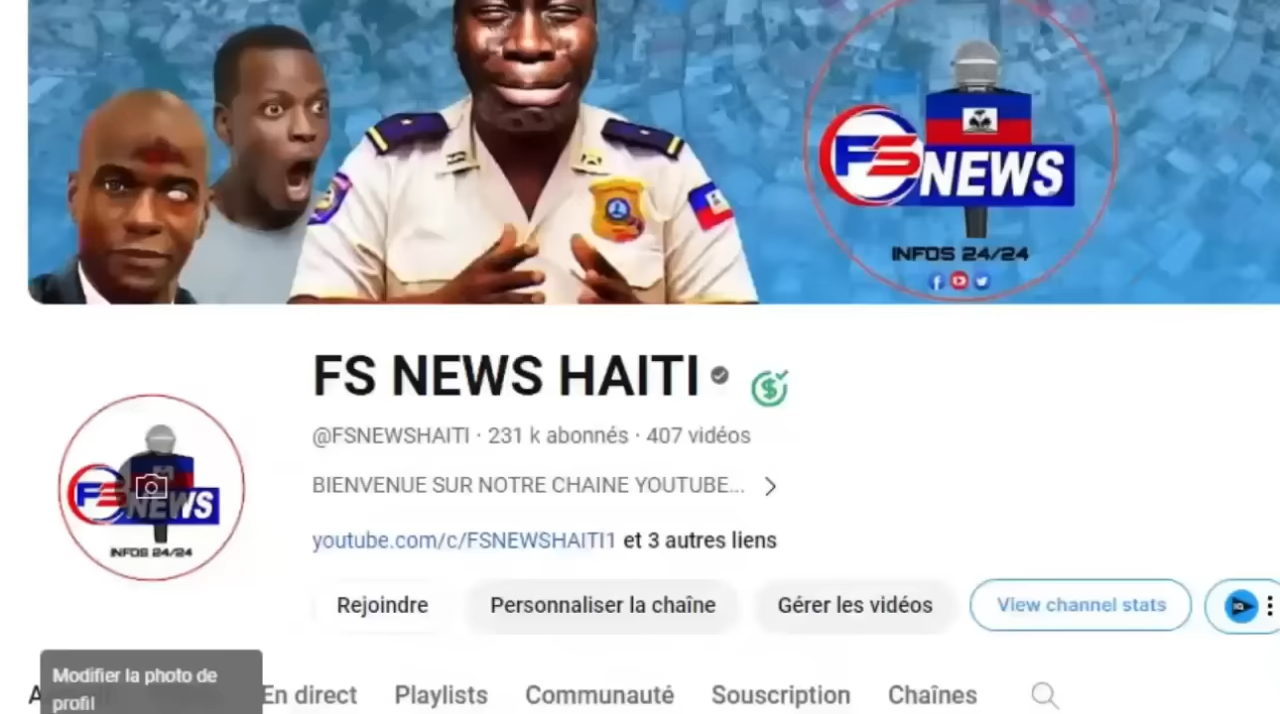 FS NEWS
INFOS 24/24
FS NEWS HAITI
@FSNEWSHAITI · 231 k abonnés · 407 vidéos
BIENVENUE SUR NOTRE CHAINE YOUTUBE...
youtube.com/c/FSNEWSHAITI1 et 3 autres liens
FS NEWS
INFOS 24/24
Rejoindre Personnaliser la chaîne Gérer les vidéos View channel stats
Modifier la photo de
profil
En direct Playlists Communauté Souscription Chaînes